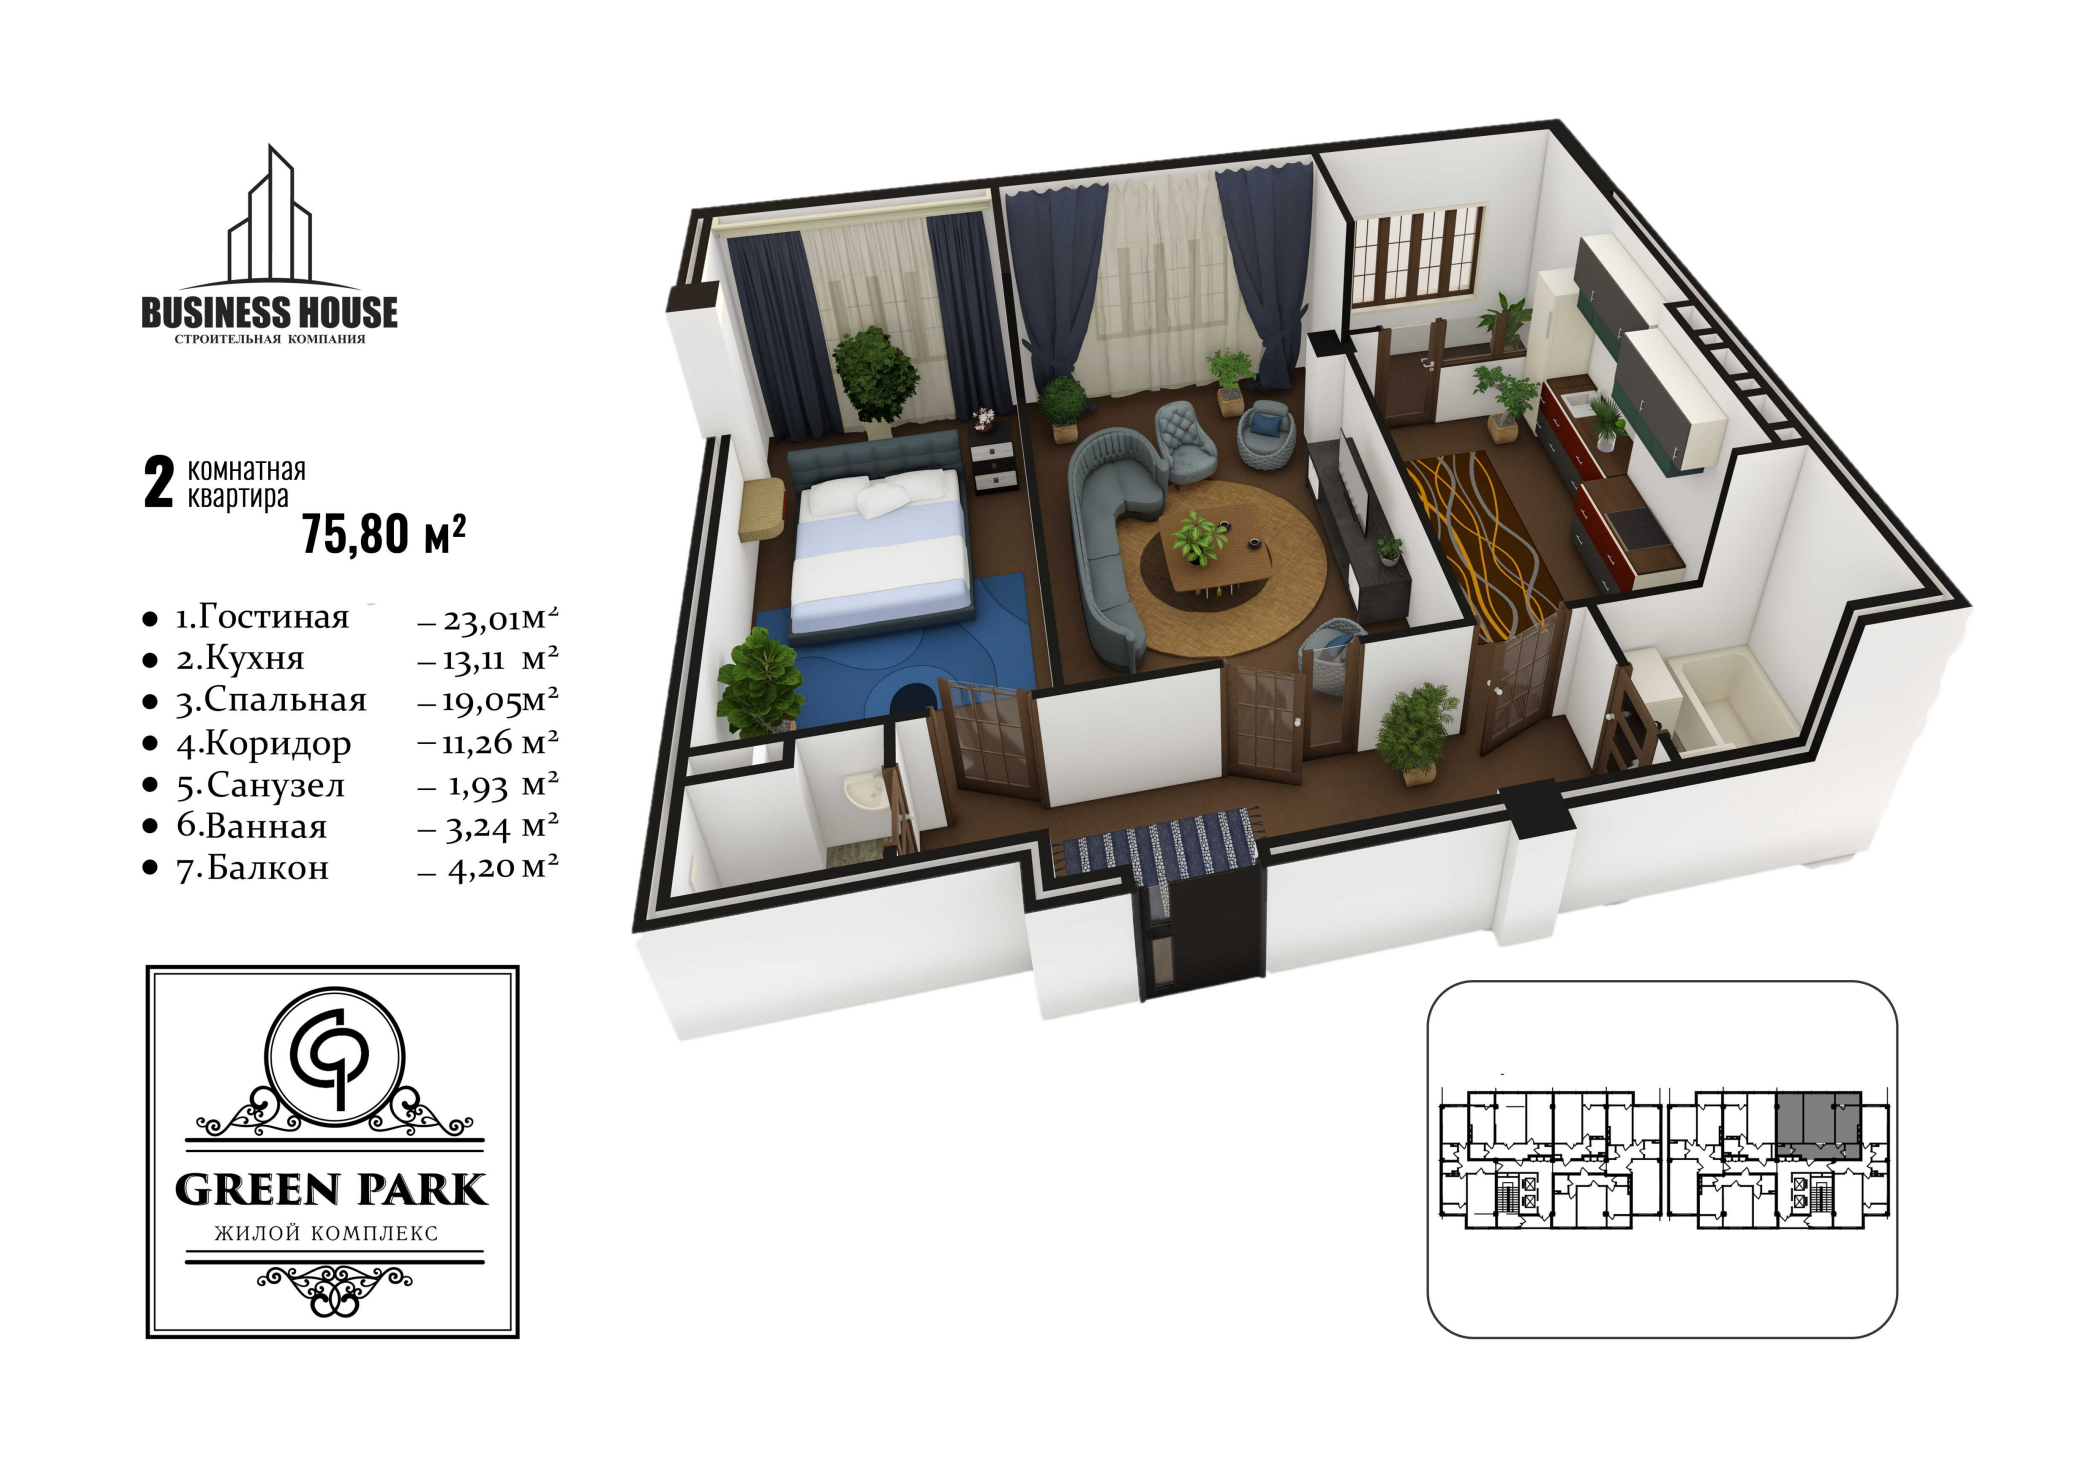 BUSINESS HOUSE
СТРОИТЕЛЬНАЯ КОМПАНИЯ
2 комнатная
квартира
75,80 м²
1.Гостиная – 23,01м²
2.Кухня – 13,11 м²
3.Спальная – 19,05м²
4.Коридор – 11,26 м²
5.Санузел – 1,93 м²
6.Ванная – 3,24 м²
7.Балкон – 4,20 м²
GREEN PARK
ЖИЛОЙ КОМПЛЕКС